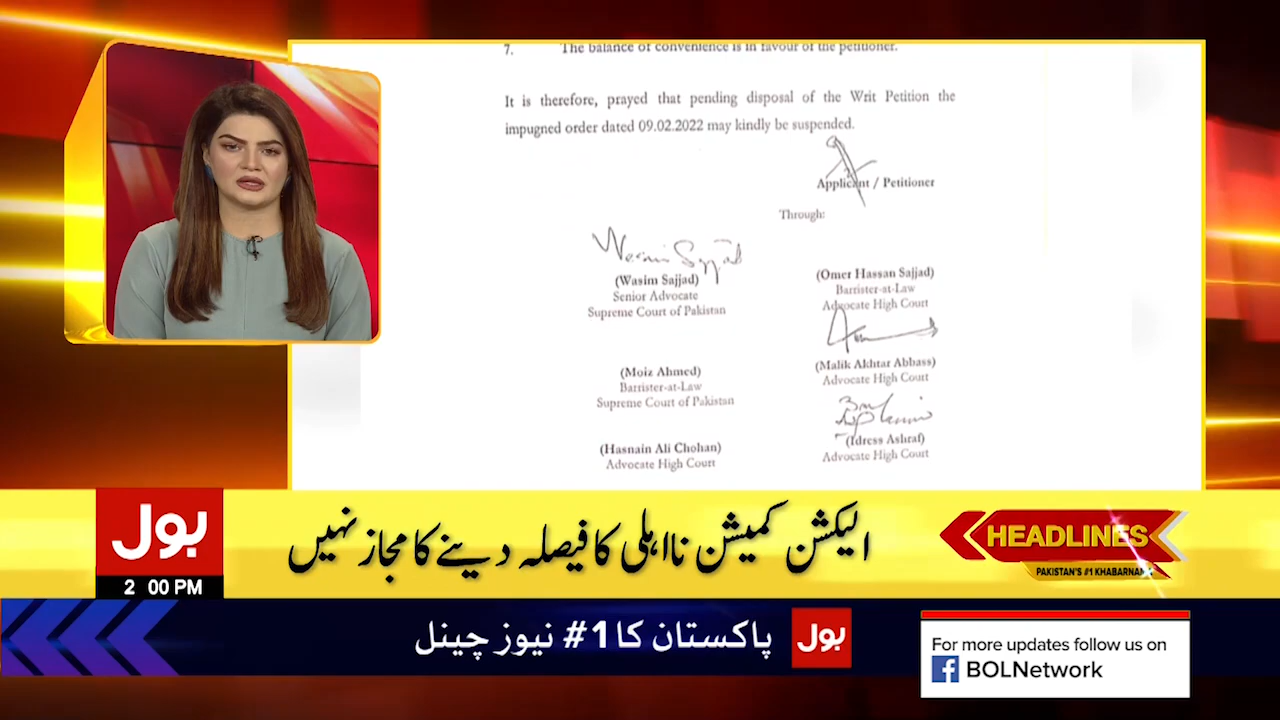 7. The balance of convenience is in favour of the petitioner.
It is therefore, prayed that pending disposal of the Writ Petition the
impugned order dated 09.02.2022 may kindly be suspended.
Applicant / Petitioner
Through:
Wasim Sajjad
(Wasim Sajjad)
Senior Advocate
Supreme Court of Pakistan
(Omer Hassan Sajjad)
Barrister-at-Law
Advocate High Court
(Moiz Ahmed)
Barrister-at-Law
Supreme Court of Pakistan
(Malik Akhtar Abbass)
Advocate High Court
(Hasnain Ali Chohan)
Advocate High Court
(Idress Ashraf)
Advocate High Court
بول
2 00 PM
الیکشن کمیشن نااہلی کا فیصلہ دینے کا مجاز نہیں
HEADLINES
PAKISTAN'S #1 KHABARNAMA
پاکستان کا 1# نیوز چینل
بول
For more updates follow us on
f BOLNetwork